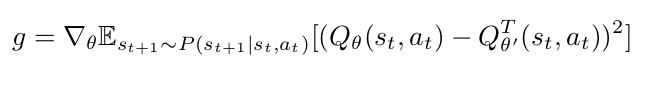 g = ∇_θ 𝔼_{s_{t+1}∼P(s_{t+1}|s_t,a_t)}[(Q_θ(s_t, a_t) − Q^T_{θ′}(s_t, a_t))^2]